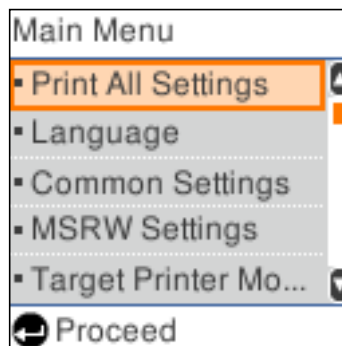 Main Menu
Print All Settings
Language
Common Settings
MSRW Settings
Target Printer Mo...
Proceed